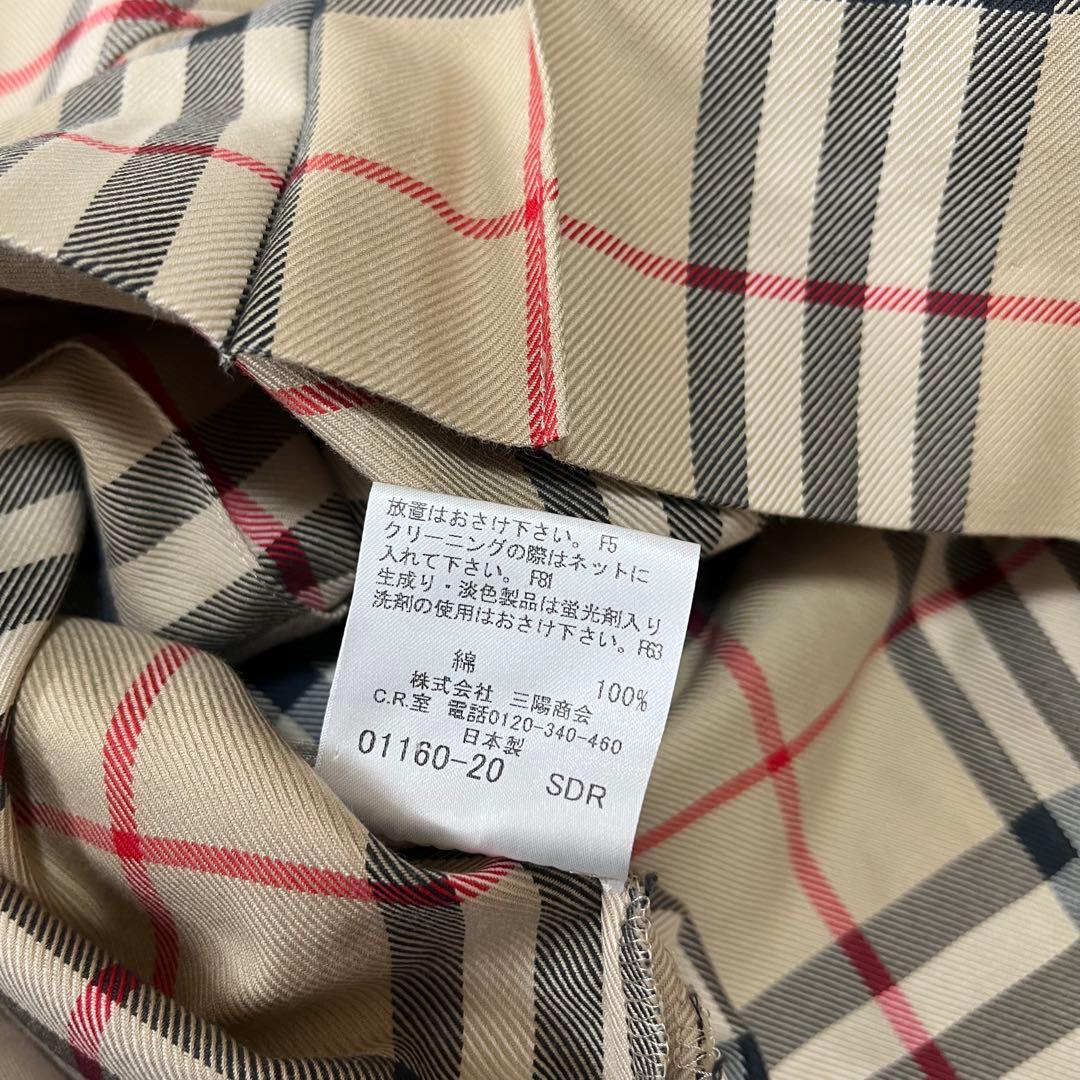 放置はおさけ下さい。 F5
クリーニングの際はネットに
入れて下さい。 F81
生成り・淡色製品は蛍光剤入り
洗剤の使用はおさけ下さい。F63
綿 100%
株式会社 三陽商会
C.R.室 電話0120-340-460
日本製
01160-20 SDR